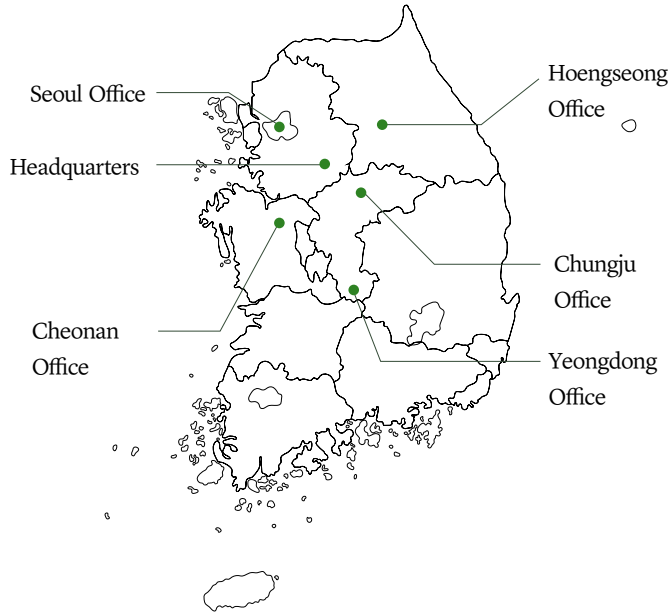 Seoul Office
Headquarters
Cheonan
Office
Hoengseong
Office
Chungju
Office
Yeongdong
Office